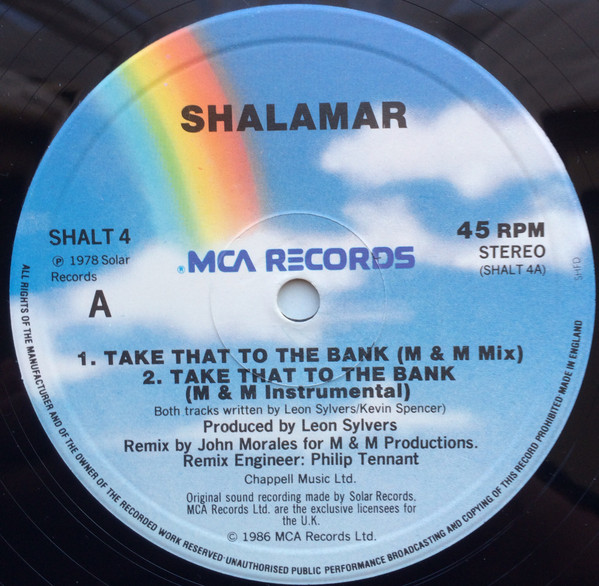 SHALAMAR
SHALT 4
℗ 1978 Solar
Records
A
45 RPM
STEREO
(SHALT 4A)
SHFD
® MCA RECORDS
1. TAKE THAT TO THE BANK (M & M Mix)
2. TAKE THAT TO THE BANK
(M & M Instrumental)
Both tracks written by Leon Sylvers/Kevin Spencer)
Produced by Leon Sylvers
Remix by John Morales for M & M Productions.
Remix Engineer: Philip Tennant
Chappell Music Ltd.
Original sound recording made by Solar Records,
MCA Records Ltd. are the exclusive licensees for
the U.K.
© 1986 MCA Records Ltd.
ALL RIGHTS OF THE MANUFACTURER AND OF THE OWNER OF THE RECORDED WORK RESERVED·UNAUTHORISED PUBLIC PERFORMANCE BROADCASTING AND COPYING OF THIS RECORD PROHIBITED MADE IN ENGLAND